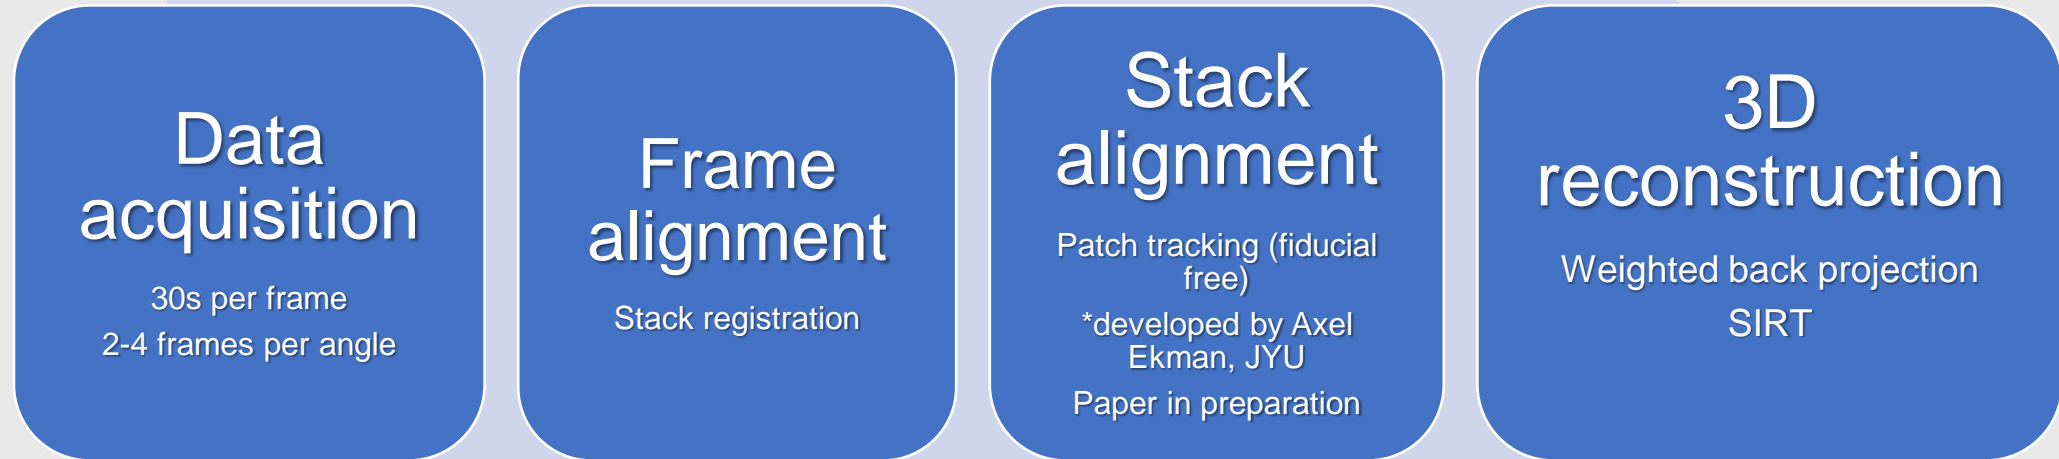 Data
acquisition
30s per frame
2-4 frames per angle
Frame
alignment
Stack registration
Stack
alignment
Patch tracking (fiducial
free)
*developed by Axel
Ekman, JYU
Paper in preparation
3D
reconstruction
Weighted back projection
SIRT